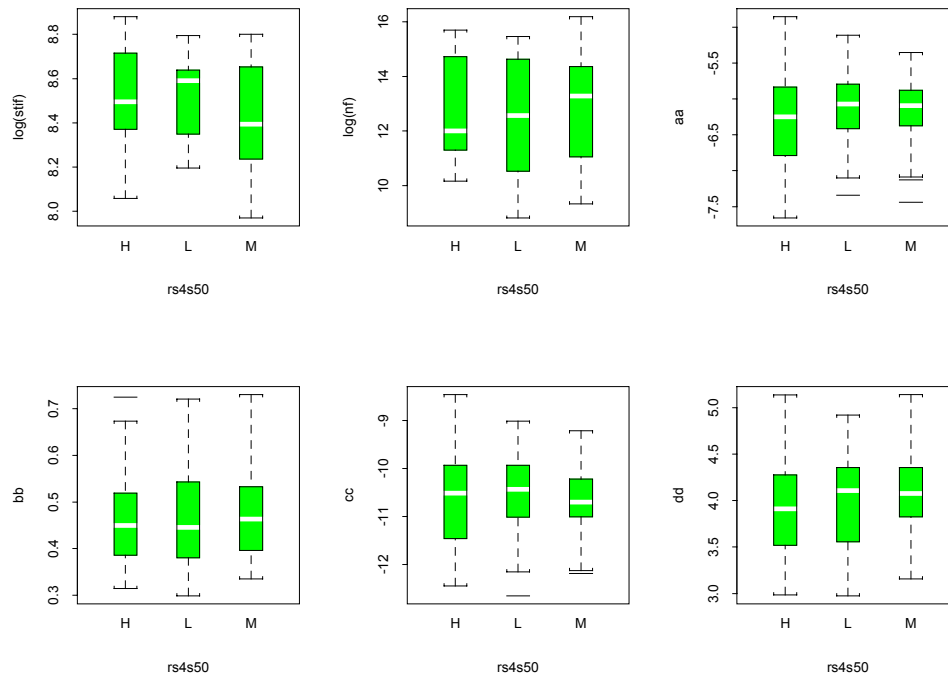 log(stif)
8.0 8.2 8.4 8.6 8.8
H L M
rs4s50
log(nf)
10 12 14 16
H L M
rs4s50
aa
-7.5 -6.5 -5.5
H L M
rs4s50
bb
0.3 0.4 0.5 0.6 0.7
H L M
rs4s50
cc
-12 -11 -10 -9
H L M
rs4s50
dd
3.0 3.5 4.0 4.5 5.0
H L M
rs4s50